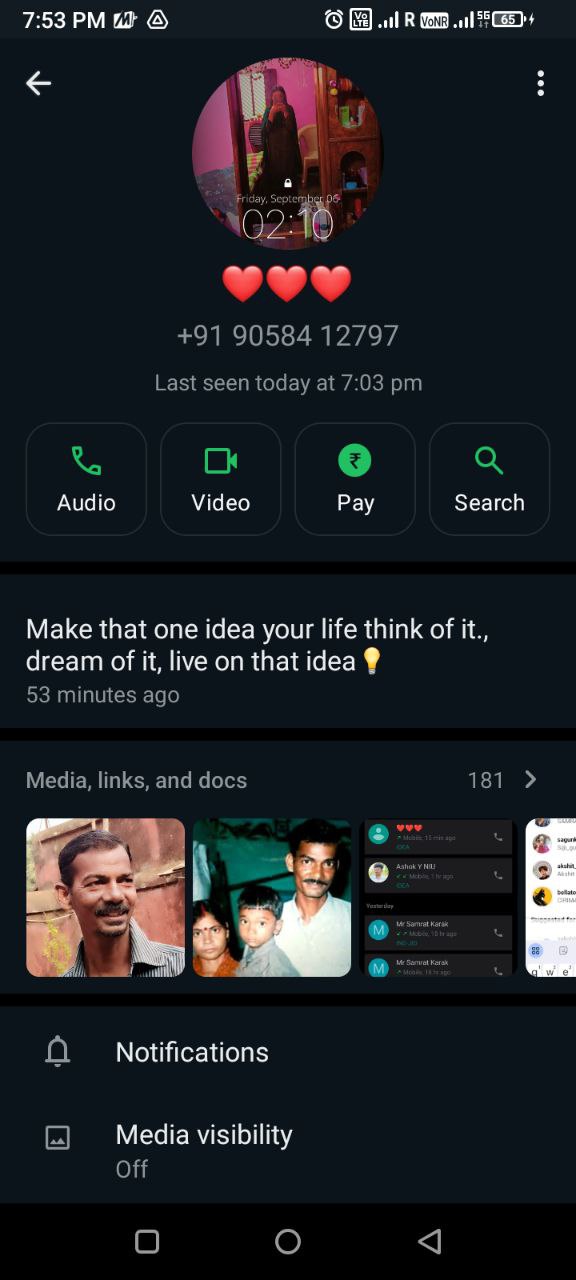 7:53 PM R VoNR 5G 65
Friday, September 06
02:10
❤️❤️❤️
+91 90584 12797
Last seen today at 7:03 pm
Audio Video Pay Search
Make that one idea your life think of it.,
dream of it, live on that idea💡
53 minutes ago
Media, links, and docs 181
❤️❤️❤️
Mobile, 15 min ago
IDEA
Ashok Y NIU
Mobile, 1 hr ago
IDEA
Yesterday
M Mr Samrat Karak
Mobile, 15 hr ago
M Mr Samrat Karak
Mobile, 18 hr ago
q w e
Notifications
Media visibility
Off